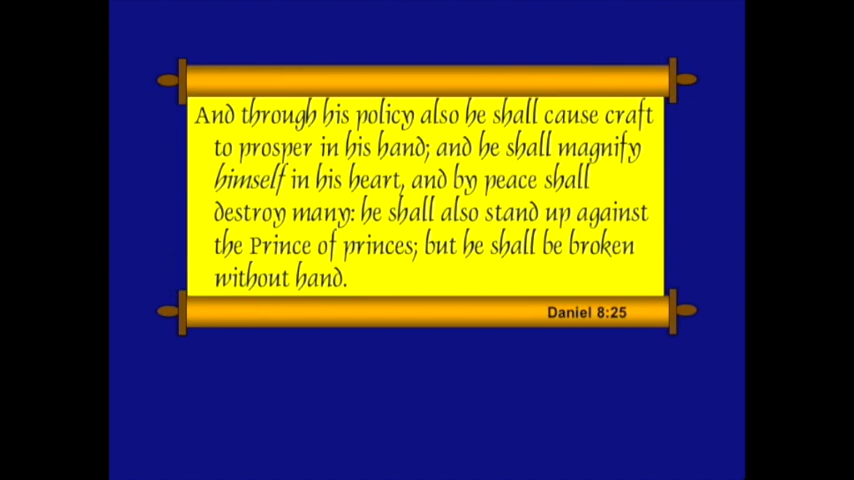 And through his policy also he shall cause craft
to prosper in his hand; and he shall magnify
himself in his heart, and by peace shall
destroy many: he shall also stand up against
the Prince of princes; but he shall be broken
without hand.
Daniel 8:25